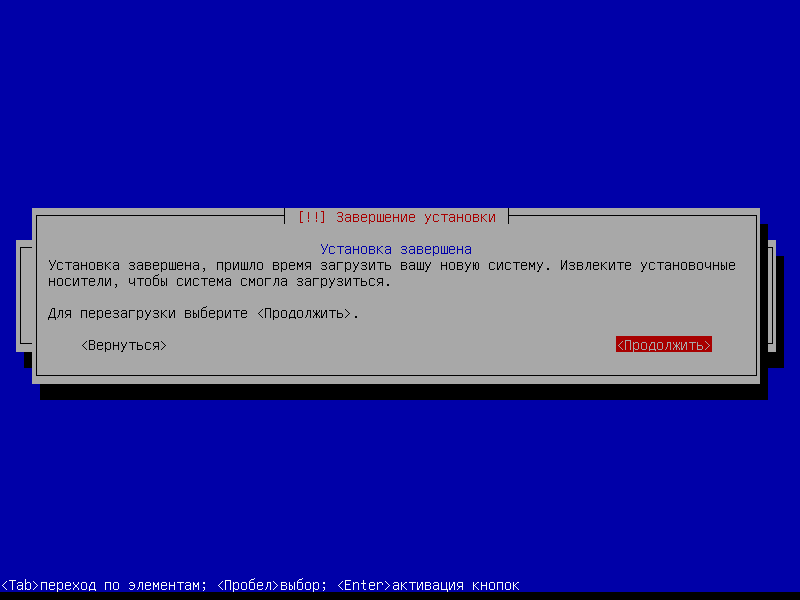 [!!] Завершение установки
Установка завершена
Установка завершена, пришло время загрузить вашу новую систему. Извлеките установочные
носители, чтобы система смогла загрузиться.
Для перезагрузки выберите <Продолжить>.
<Вернуться> <Продолжить>
<Tab>переход по элементам; <Пробел>выбор; <Enter>активация кнопок